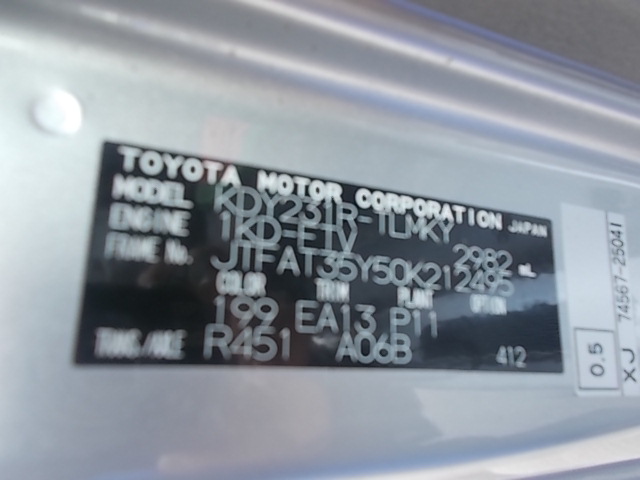 TOYOTA MOTOR CORPORATION JAPAN
MODEL KDY231R-TLMKY
ENGINE 1KD-FTV 2982 mL
FRAME No. JTFAT35Y50K212495
COLOR TRIM PLANT OPTION
199 EA13 P11
TRANS/AXLE R451 A06B 412
0.5
XJ 74567-25041